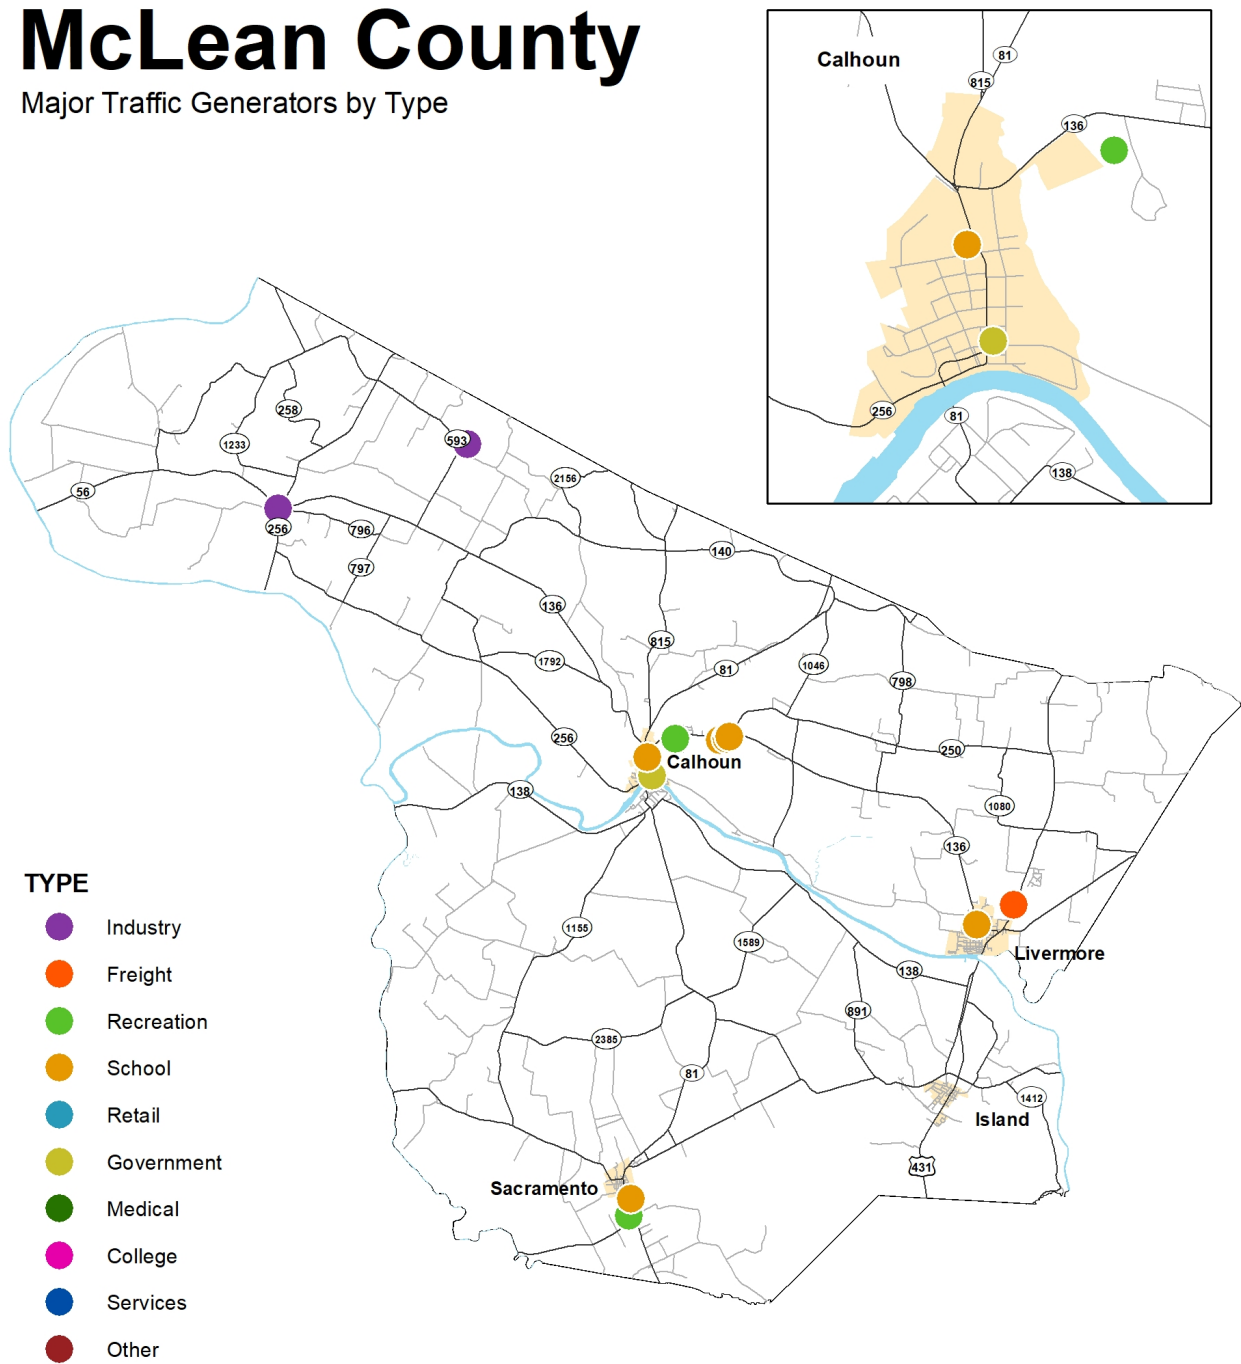 McLean County
Major Traffic Generators by Type
Calhoun
81
815
136
256
81
138
258
1233
593
56
256
796
797
2156
140
136
815
1792
81
1046
798
256
250
Calhoun
138
1080
136
1155
1589
Livermore
138
891
2385
81
1412
Island
431
Sacramento
TYPE
Industry
Freight
Recreation
School
Retail
Government
Medical
College
Services
Other